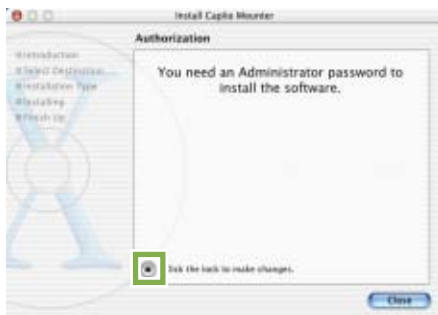 Install Caplio Mounter
Authorization
Introduction
Select Destination
Installation Type
Installing
Finish Up
You need an Administrator password to
install the software.
the lock to make changes.
Close